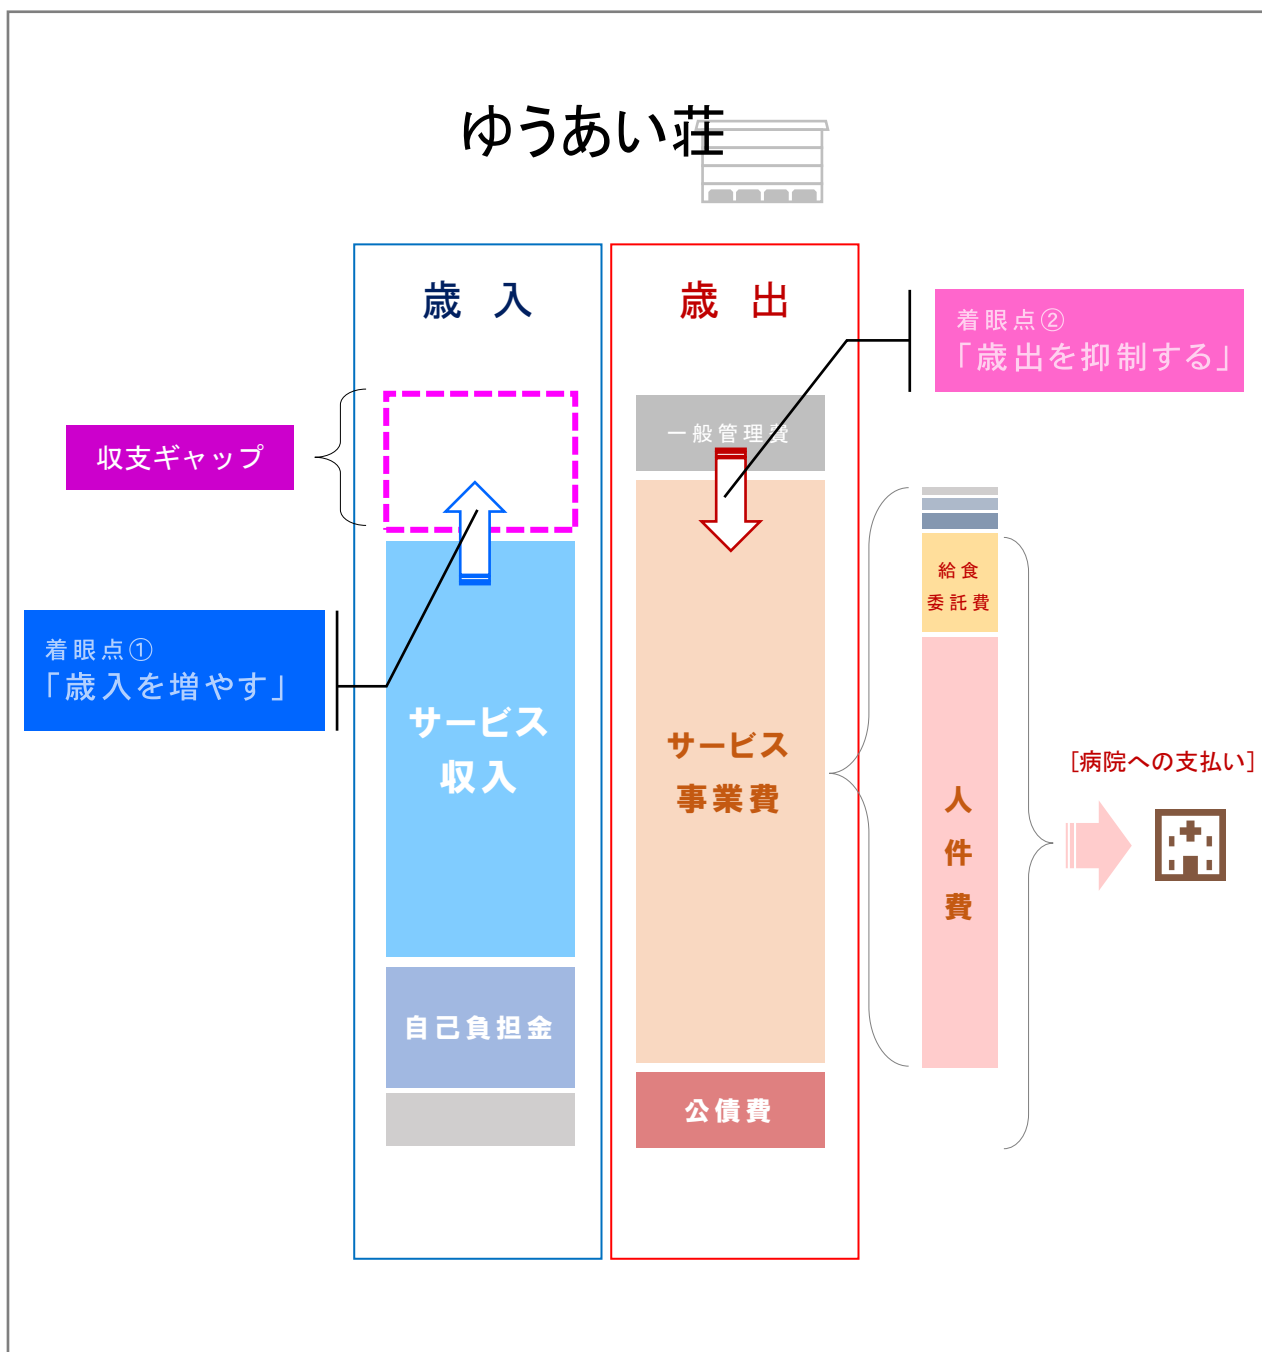 ゆうあい荘
歳入
歳出
着眼点②
「歳出を抑制する」
収支ギャップ
一般管理費
着眼点①
「歳入を増やす」
サービス
収入
サービス
事業費
給食
委託費
人件費
[病院への支払い]
自己負担金
公債費